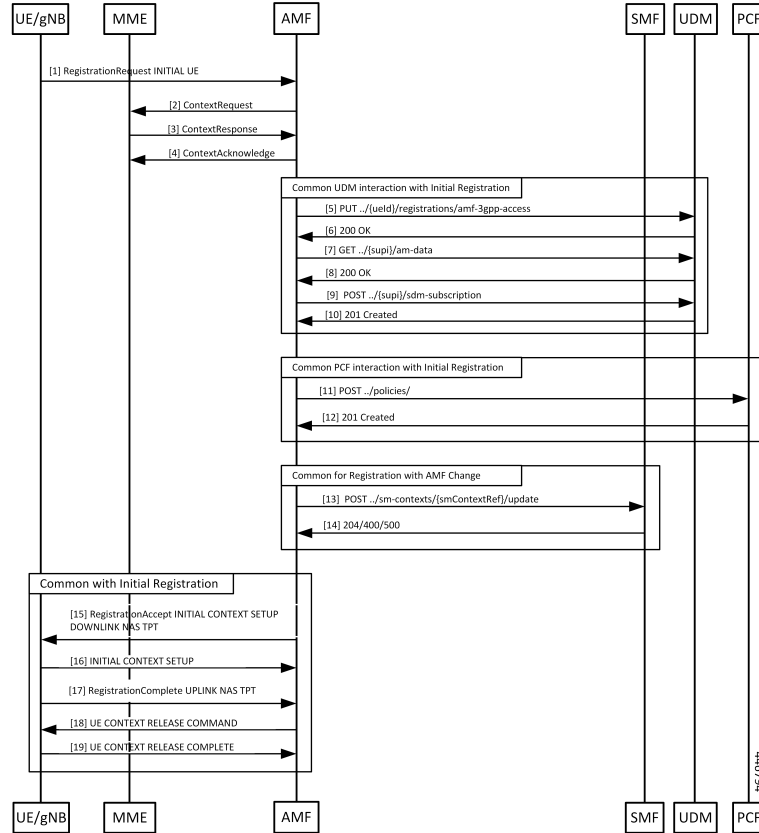 UE/gNB MME AMF SMF UDM PCF
[1] RegistrationRequest INITIAL UE
[2] ContextRequest
[3] ContextResponse
[4] ContextAcknowledge
Common UDM interaction with Initial Registration
[5] PUT ../{ueId}/registrations/amf-3gpp-access
[6] 200 OK
[7] GET ../{supi}/am-data
[8] 200 OK
[9] POST ../{supi}/sdm-subscription
[10] 201 Created
Common PCF interaction with Initial Registration
[11] POST ../policies/
[12] 201 Created
Common for Registration with AMF Change
[13] POST ../sm-contexts/{smContextRef}/update
[14] 204/400/500
Common with Initial Registration
[15] RegistrationAccept INITIAL CONTEXT SETUP
DOWNLINK NAS TPT
[16] INITIAL CONTEXT SETUP
[17] RegistrationComplete UPLINK NAS TPT
[18] UE CONTEXT RELEASE COMMAND
[19] UE CONTEXT RELEASE COMPLETE
UE/gNB MME AMF SMF UDM PCF